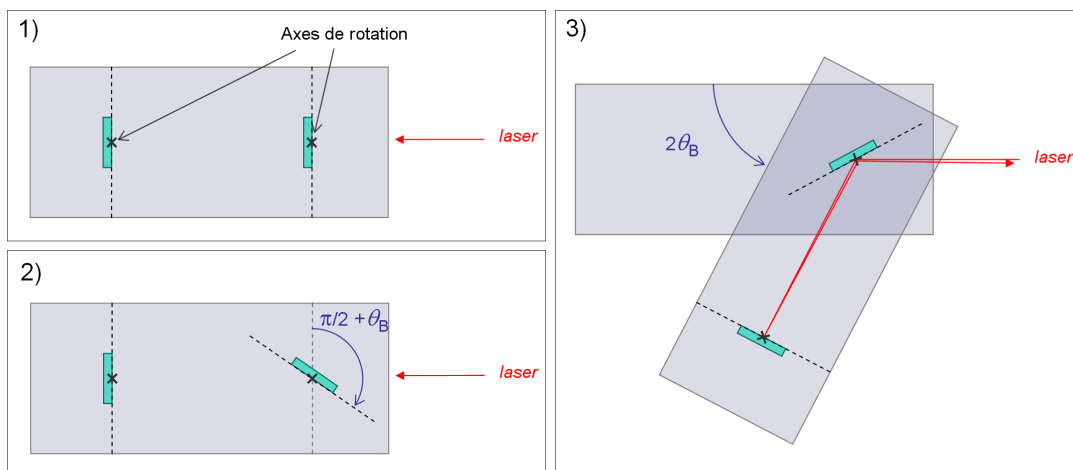 1)
Axes de rotation
laser
2)
π/2 + θB
laser
3)
2θB
laser